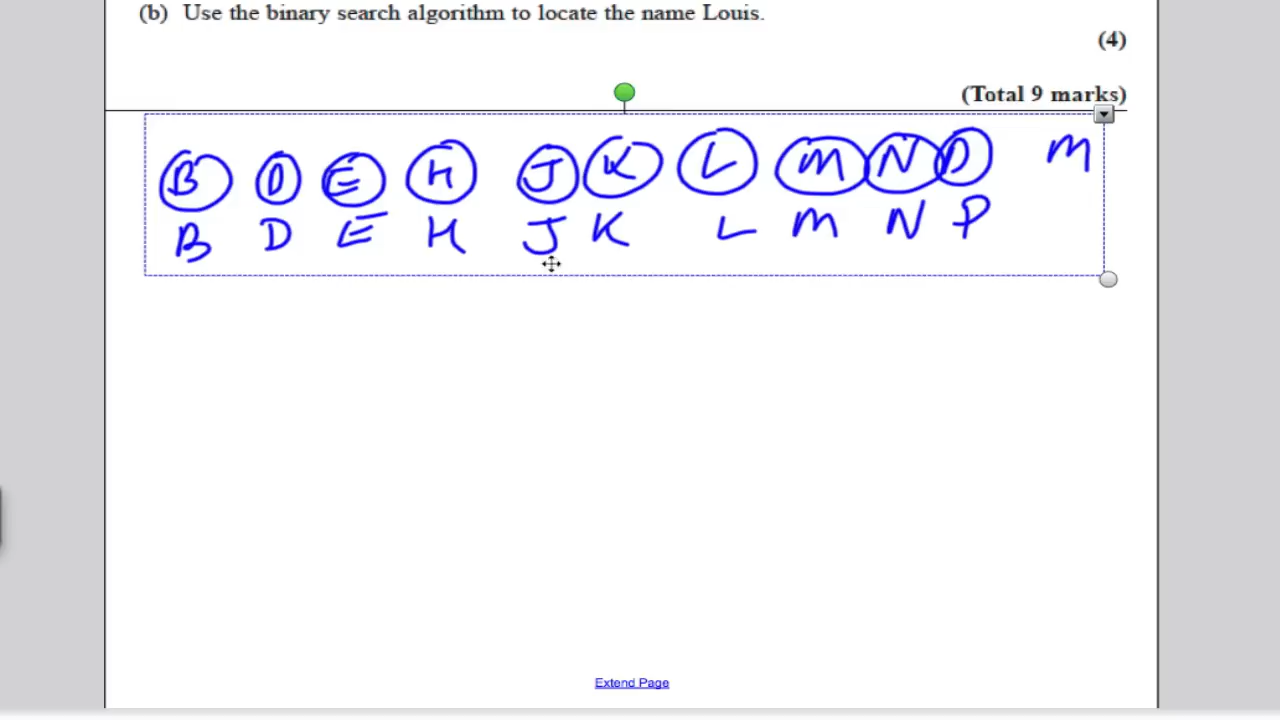 (b) Use the binary search algorithm to locate the name Louis.
(4)
(Total 9 marks)
B D E H J K L M N D M
B D E H J K L M N P
Extend Page